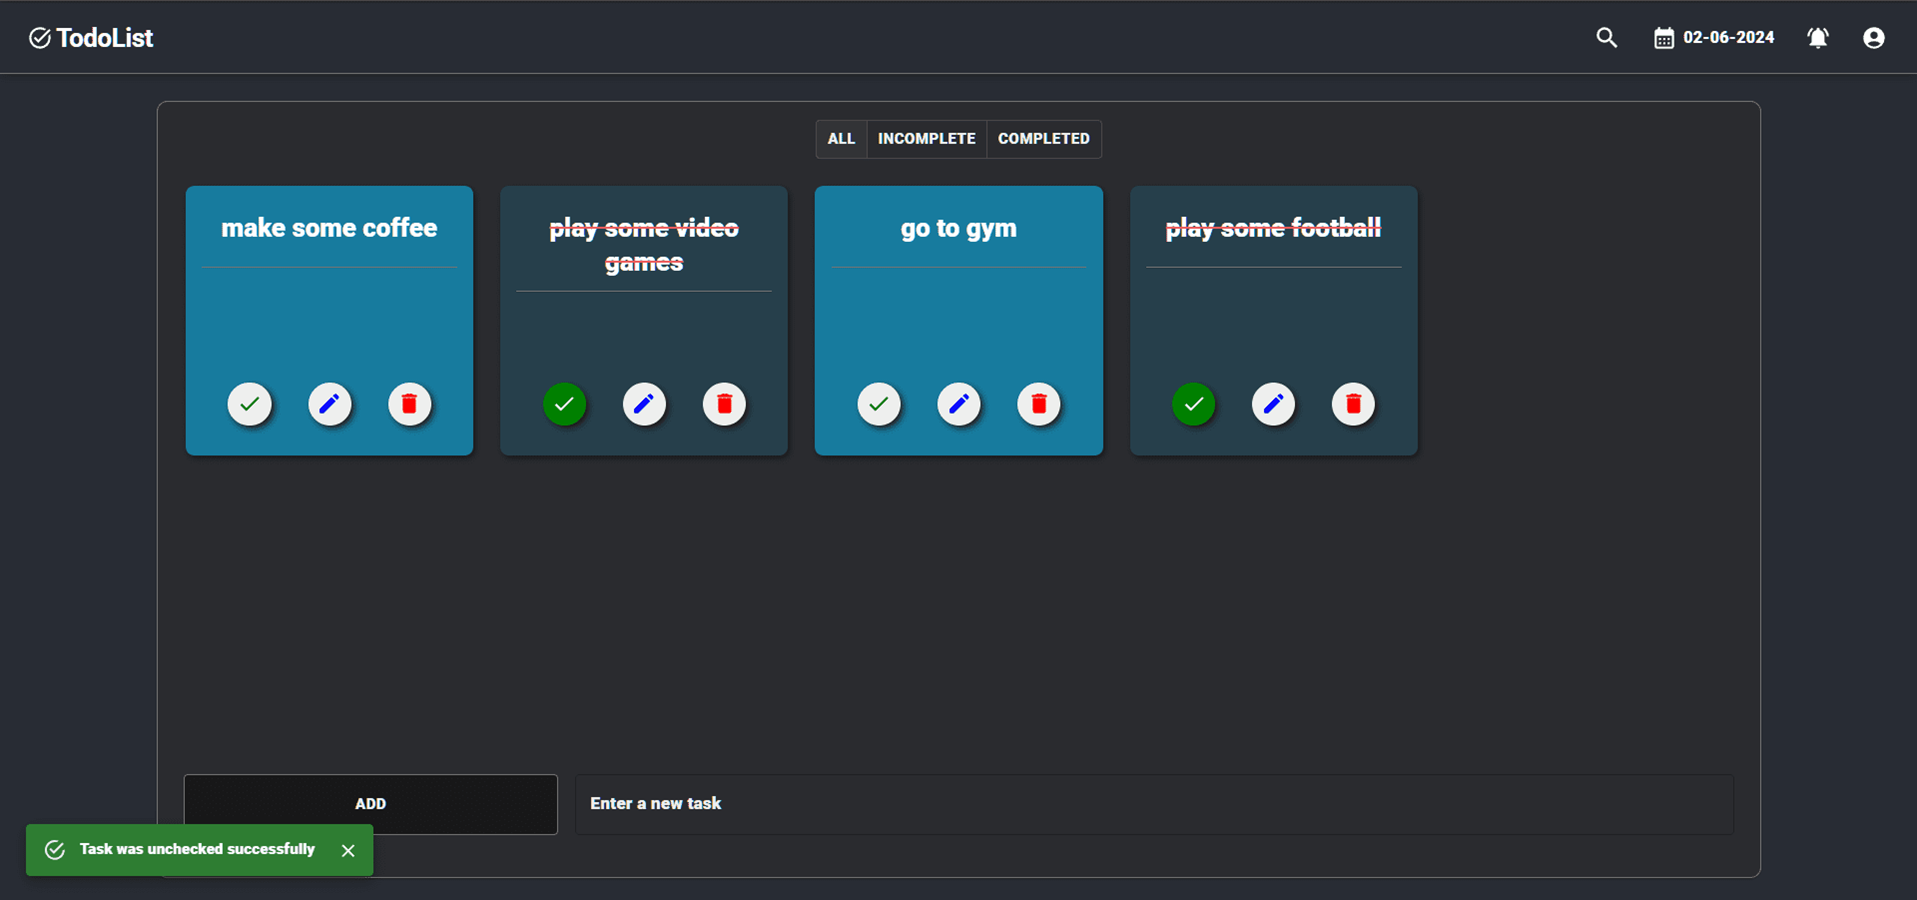 TodoList
02-06-2024
ALL
INCOMPLETE
COMPLETED
make some coffee
play some video
games
go to gym
play some football
ADD
Enter a new task
Task was unchecked successfully